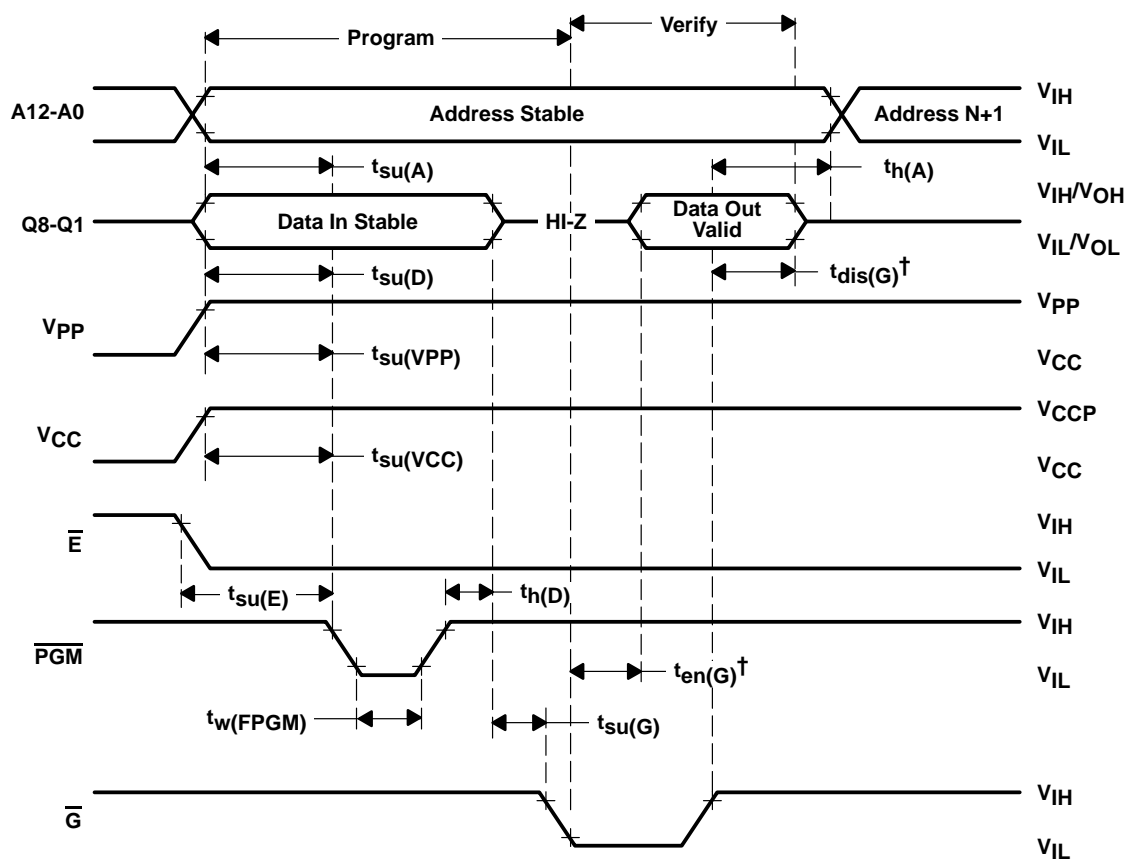 Program
Verify
A12-A0
Address Stable
Address N+1
VIH
VIL
tsu(A)
th(A)
Q8-Q1
Data In Stable
HI-Z
Data Out
Valid
VIH/VOH
VIL/VOL
tsu(D)
tdis(G)†
VPP
VPP
tsu(VPP)
VCC
VCC
VCCP
tsu(VCC)
VCC
E
VIH
VIL
tsu(E)
th(D)
PGM
VIH
VIL
ten(G)†
tw(FPGM)
tsu(G)
G
VIH
VIL